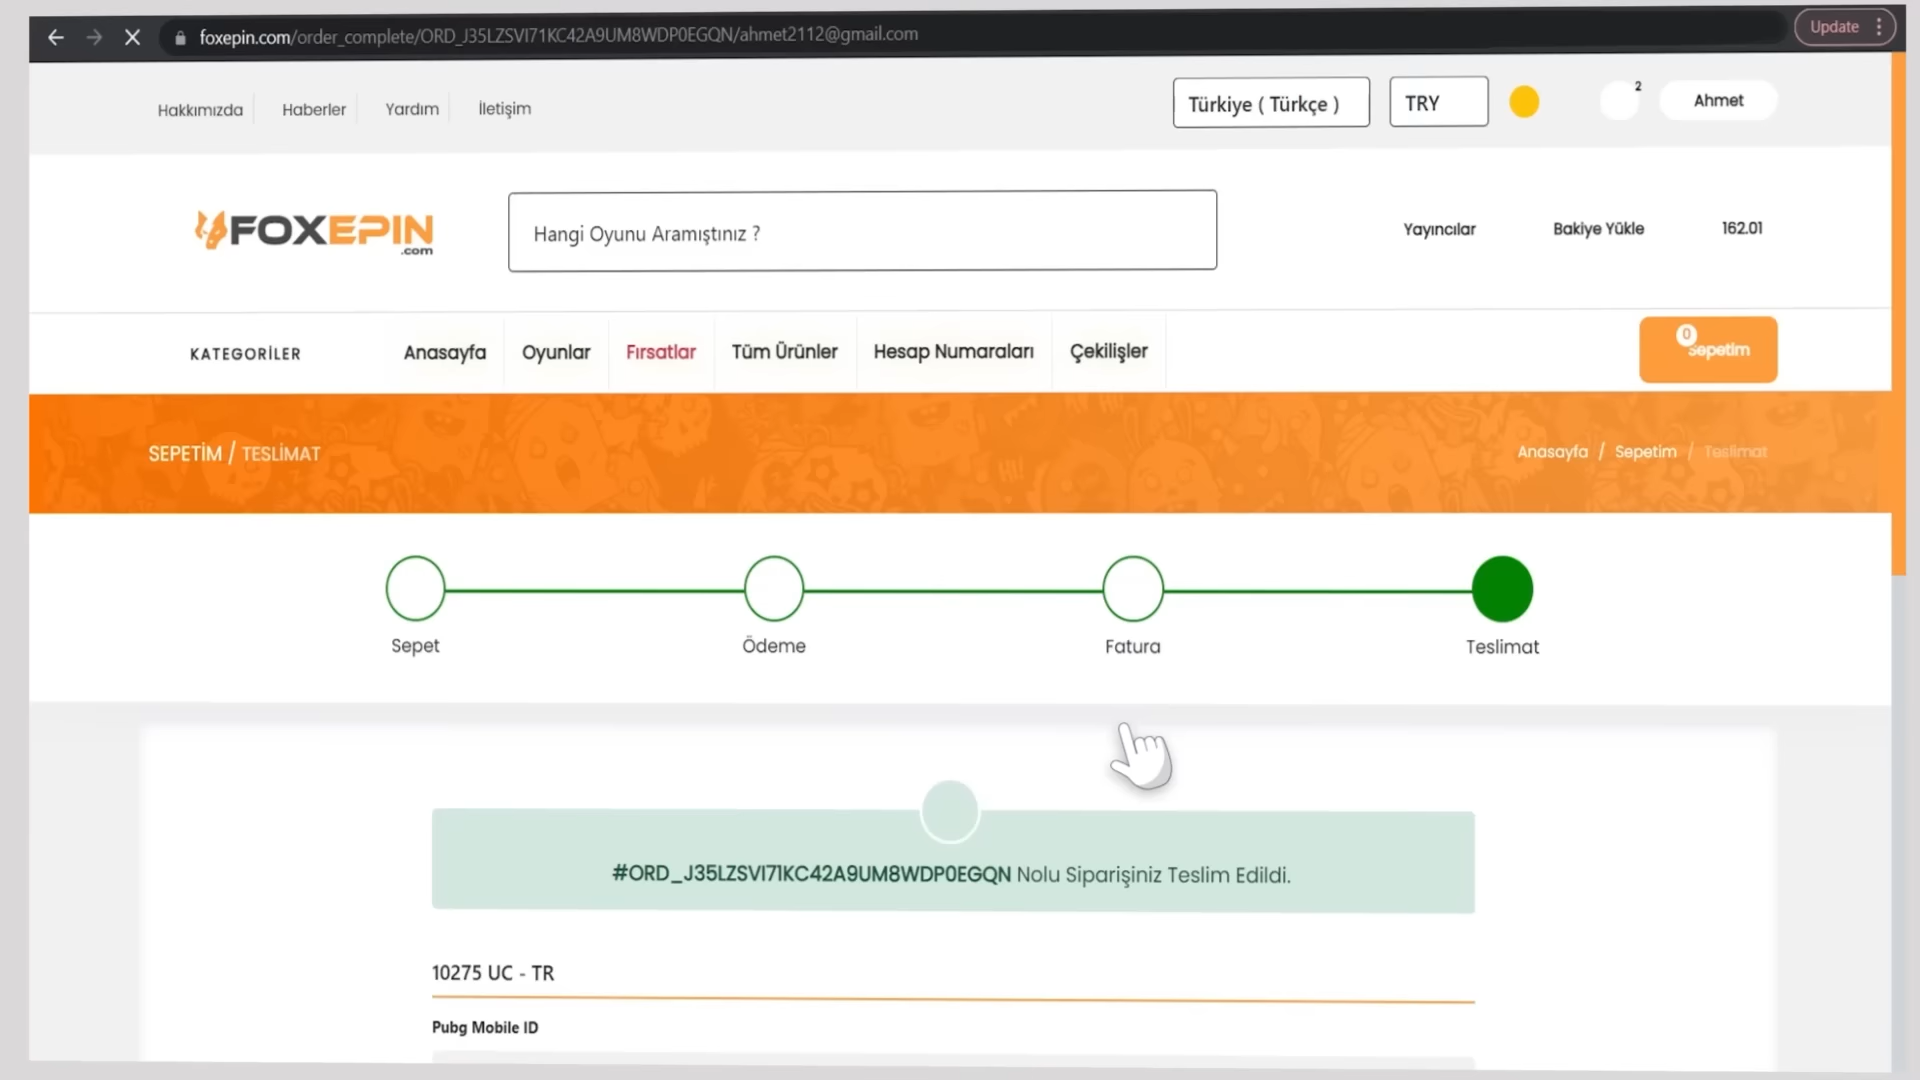 foxepin.com/order_complete/ORD_J35LZSVI71KC42A9UM8WDP0EGQN/ahmet2112@gmail.com
Update
Hakkımızda
Haberler
Yardım
İletişim
Türkiye ( Türkçe )
TRY
2
Ahmet
FOXEPIN
.com
Hangi Oyunu Aramıştınız ?
Yayıncılar
Bakiye Yükle
162.01
KATEGORİLER
Anasayfa
Oyunlar
Fırsatlar
Tüm Ürünler
Hesap Numaraları
Çekilişler
0
Sepetim
SEPETİM / TESLİMAT
Anasayfa / Sepetim / Teslimat
Sepet
Ödeme
Fatura
Teslimat
#ORD_J35LZSVI71KC42A9UM8WDP0EGQN Nolu Siparişiniz Teslim Edildi.
10275 UC - TR
Pubg Mobile ID